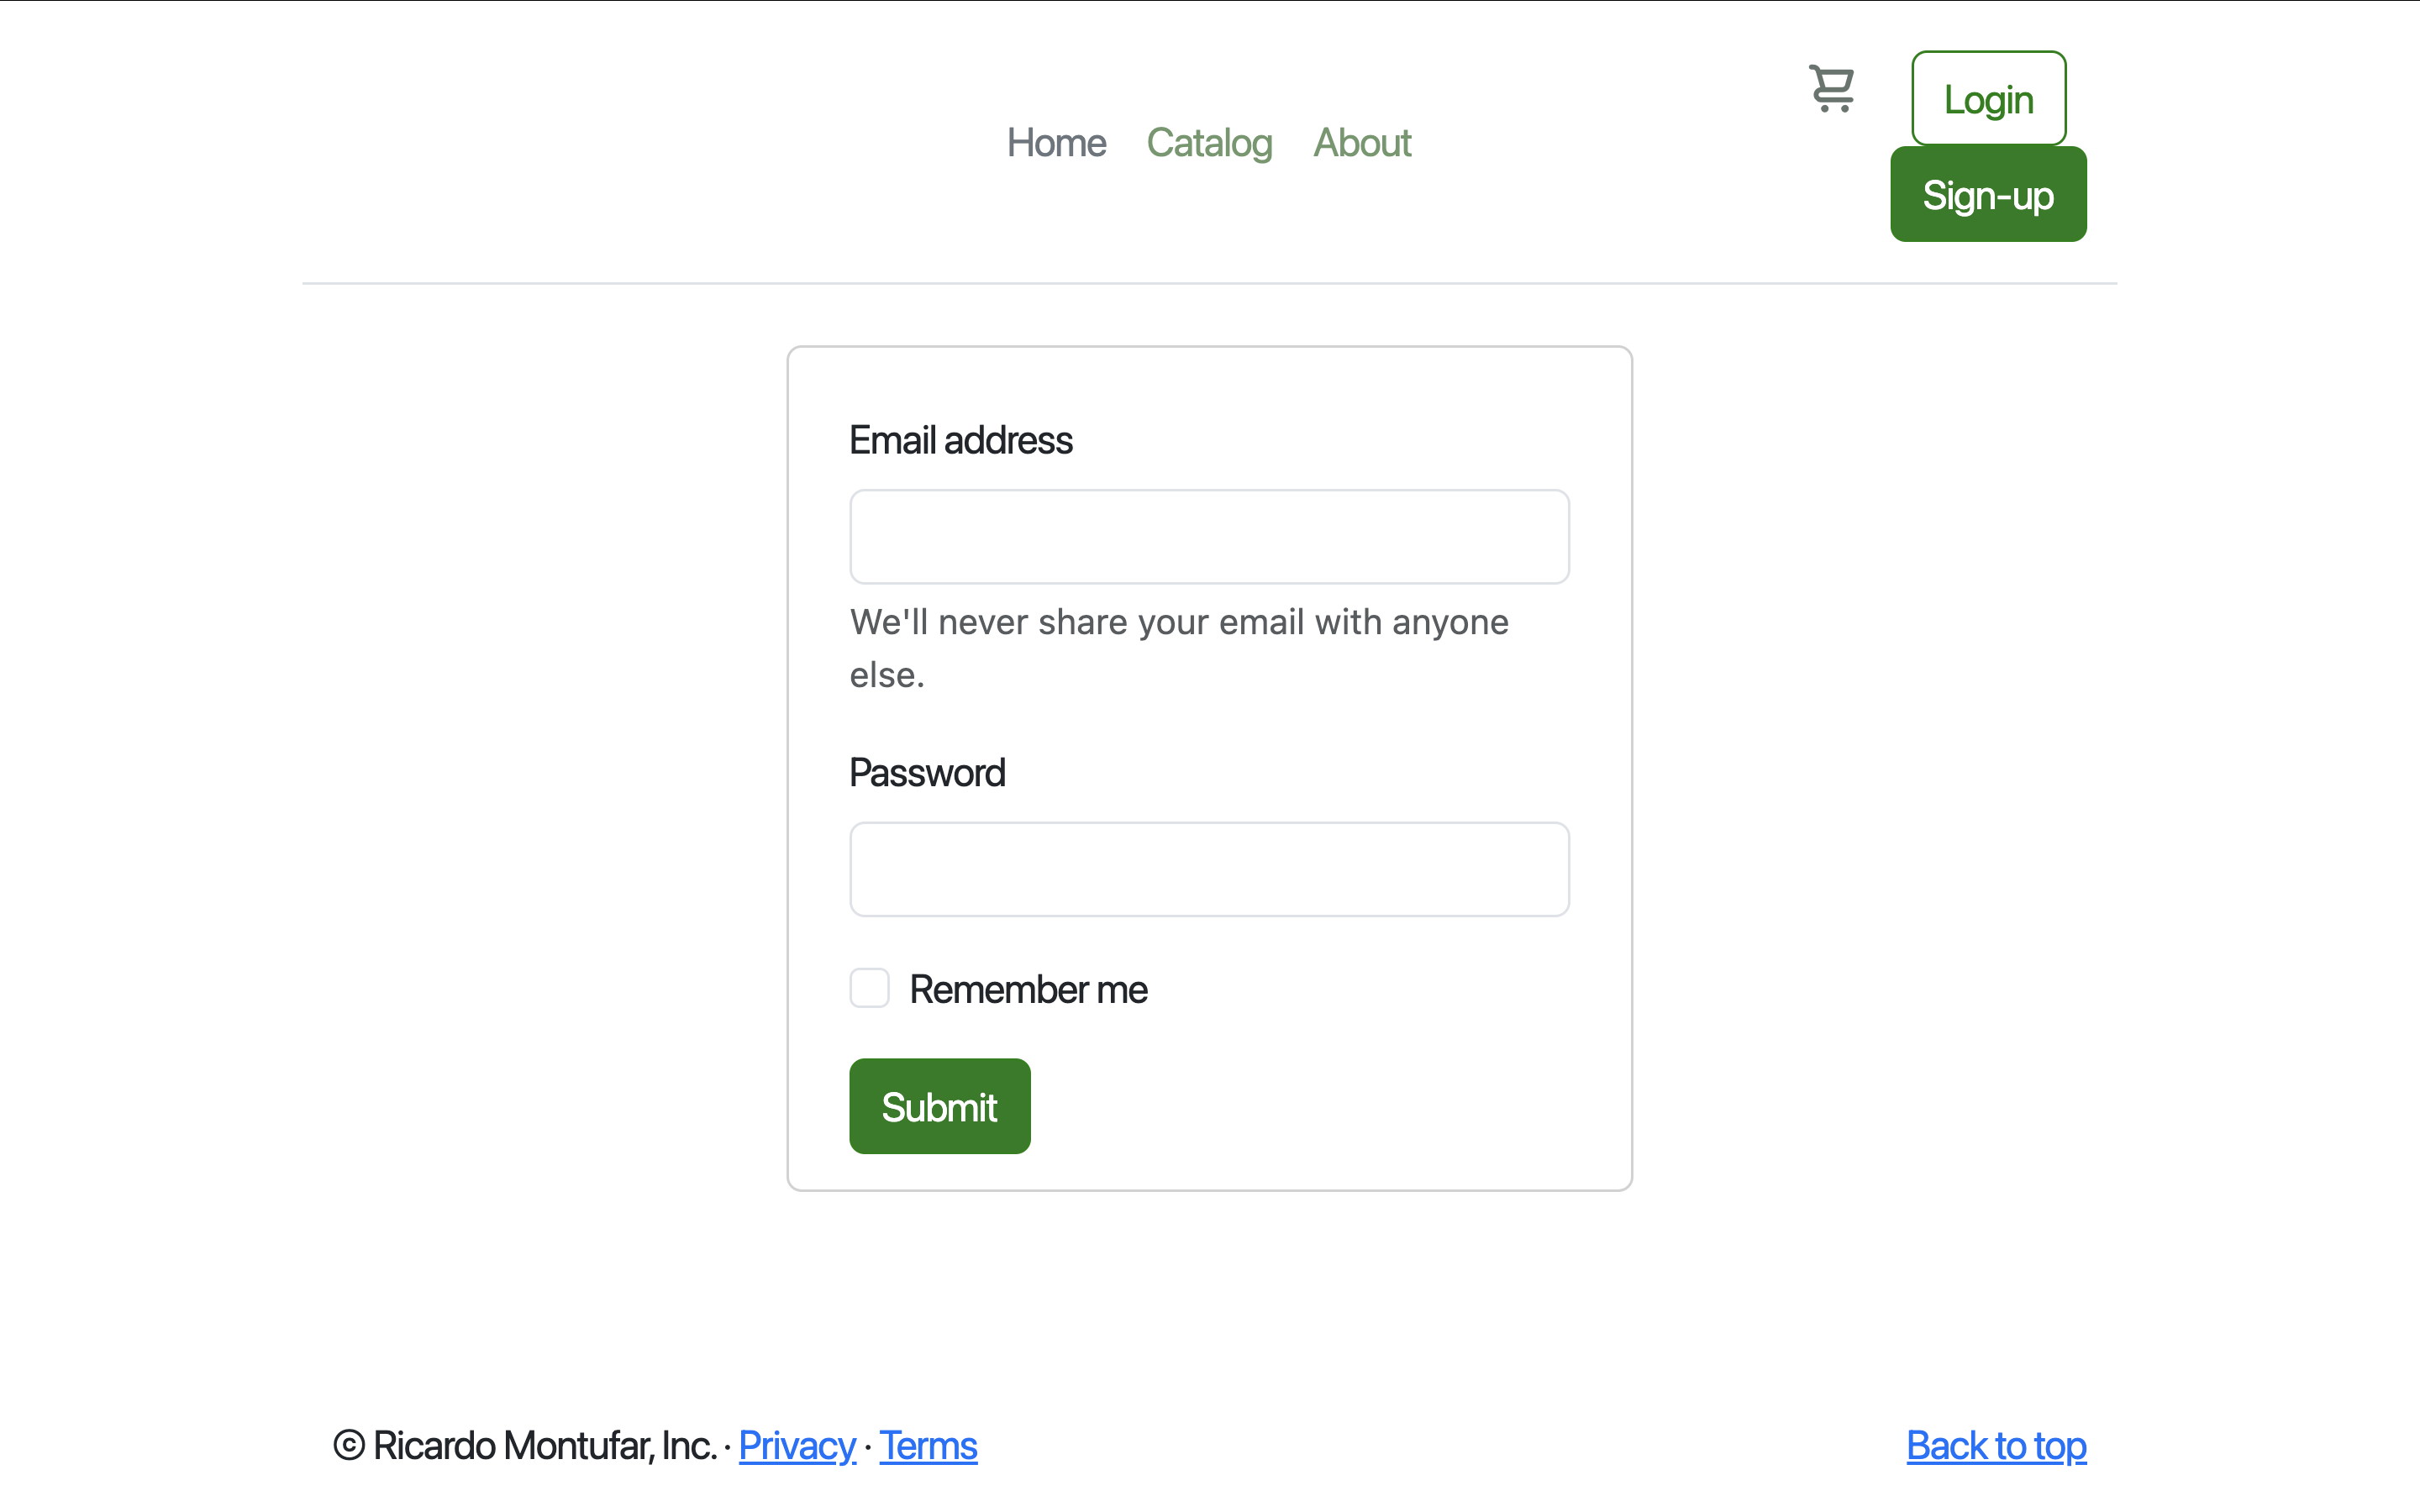 Home Catalog About
Login
Sign-up
Email address
We'll never share your email with anyone
else.
Password
Remember me
Submit
© Ricardo Montufar, Inc. · Privacy · Terms
Back to top